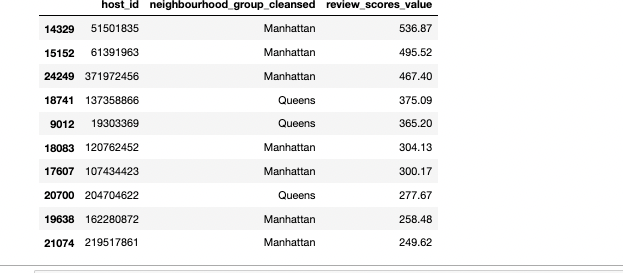 host_id neighbourhood_group_cleansed review_scores_value
14329 51501835 Manhattan 536.87
15152 61391963 Manhattan 495.52
24249 371972456 Manhattan 467.40
18741 137358866 Queens 375.09
9012 19303369 Queens 365.20
18083 120762452 Manhattan 304.13
17607 107434423 Manhattan 300.17
20700 204704622 Queens 277.67
19638 162280872 Manhattan 258.48
21074 219517861 Manhattan 249.62